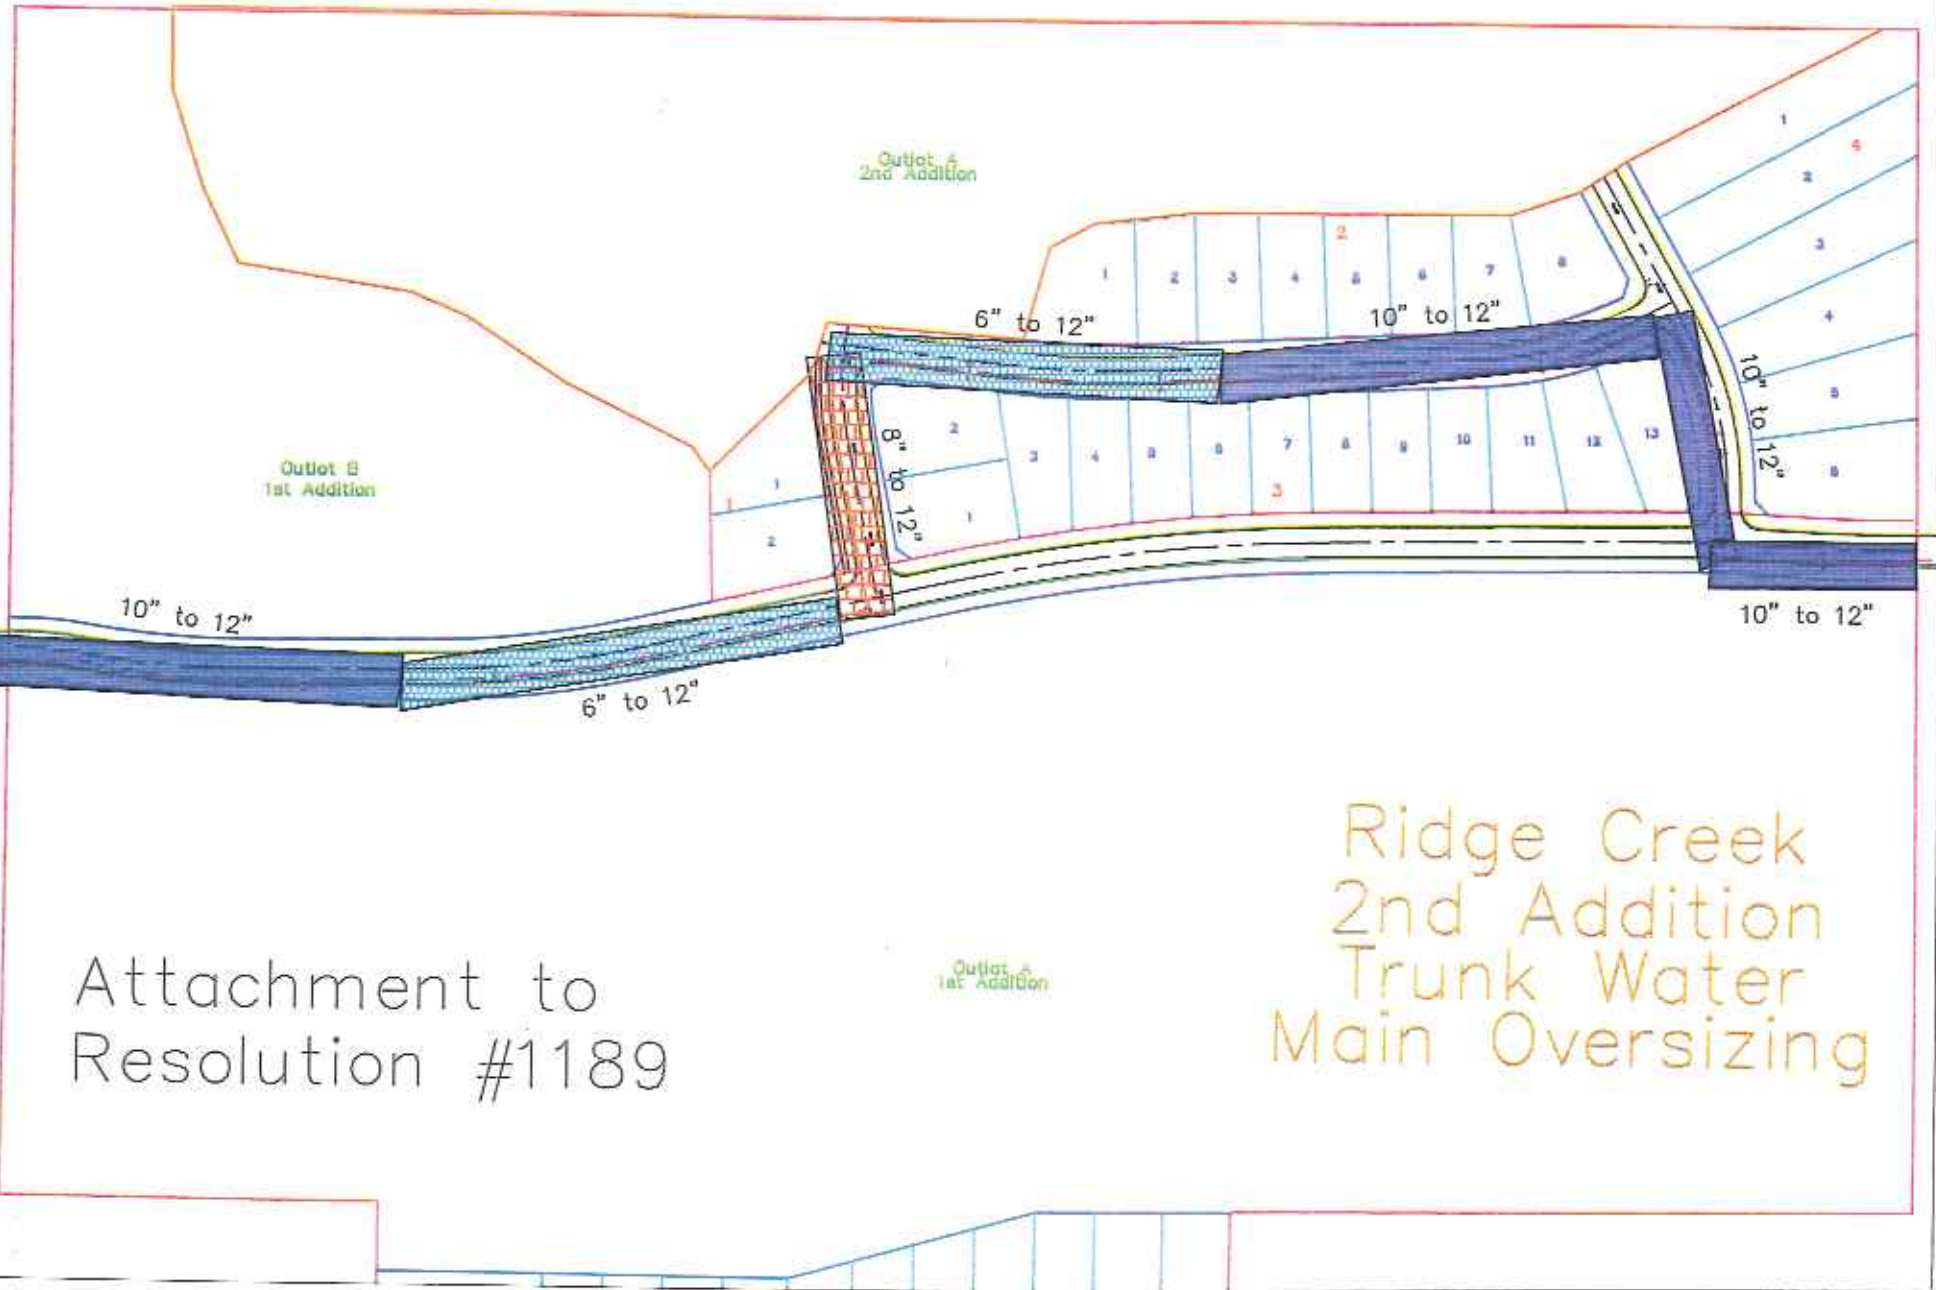 Outlot A
2nd Addition
1
4
2
3
4
5
6
2
1
2
3
4
5
6
7
8
6" to 12"
10" to 12"
10" to 12"
8" to 12"
2
3
4
5
6
7
8
9
10
11
12
13
3
1
1
1
2
Outlot B
1st Addition
10" to 12"
6" to 12"
10" to 12"
Ridge Creek
2nd Addition
Trunk Water
Main Oversizing
Attachment to
Resolution #1189
Outlot A
1st Addition